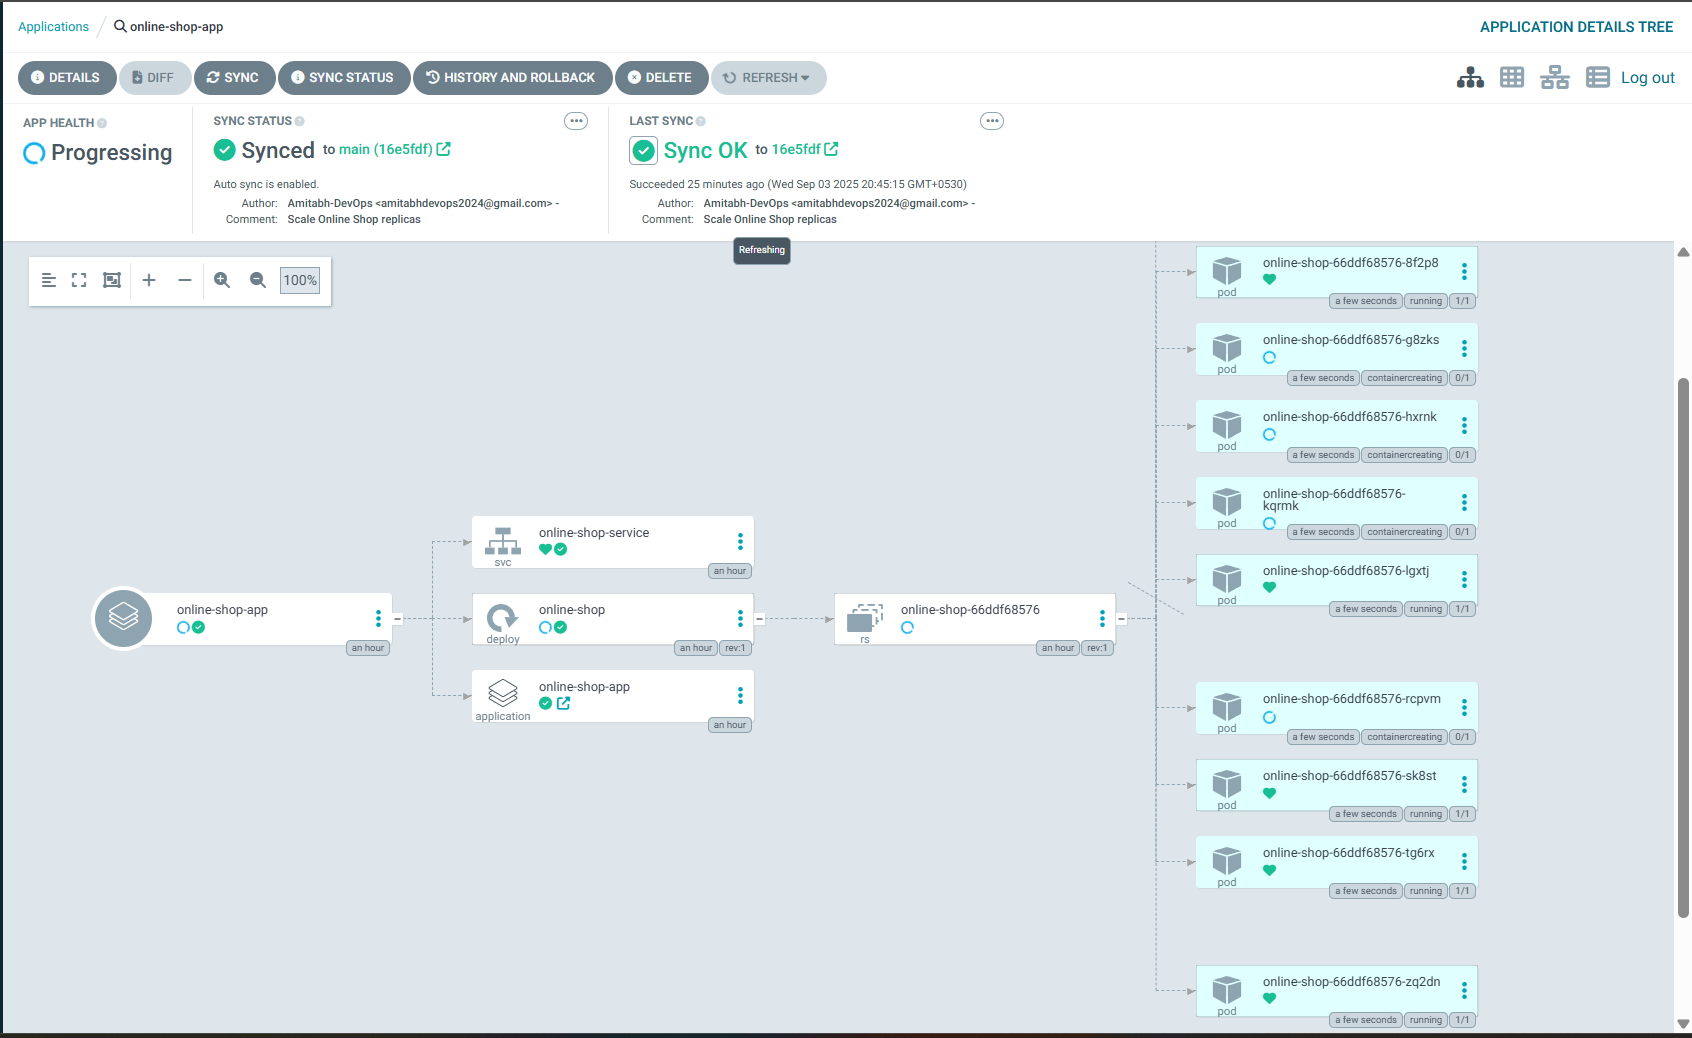 Applications / online-shop-app
APPLICATION DETAILS TREE
DETAILS
DIFF
SYNC
SYNC STATUS
HISTORY AND ROLLBACK
DELETE
REFRESH
Log out
APP HEALTH
Progressing
SYNC STATUS
Synced to main (16e5fdf)
Auto sync is enabled.
Author: Amitabh-DevOps <amitabhdevops2024@gmail.com> -
Comment: Scale Online Shop replicas
LAST SYNC
Sync OK to 16e5fdf
Succeeded 25 minutes ago (Wed Sep 03 2025 20:45:15 GMT+0530)
Author: Amitabh-DevOps <amitabhdevops2024@gmail.com> -
Comment: Scale Online Shop replicas
Refreshing
100%
online-shop-app
an hour
svc
online-shop-service
an hour
deploy
online-shop
an hour
rev:1
application
online-shop-app
an hour
rs
online-shop-66ddf68576
an hour
rev:1
pod
online-shop-66ddf68576-8f2p8
a few seconds
running
1/1
pod
online-shop-66ddf68576-g8zks
a few seconds
containercreating
0/1
pod
online-shop-66ddf68576-hxrnk
a few seconds
containercreating
0/1
pod
online-shop-66ddf68576-
kqrmk
a few seconds
containercreating
0/1
pod
online-shop-66ddf68576-lgxtj
a few seconds
running
1/1
pod
online-shop-66ddf68576-rcpvm
a few seconds
containercreating
0/1
pod
online-shop-66ddf68576-sk8st
a few seconds
running
1/1
pod
online-shop-66ddf68576-tg6rx
a few seconds
running
1/1
pod
online-shop-66ddf68576-zq2dn
a few seconds
running
1/1